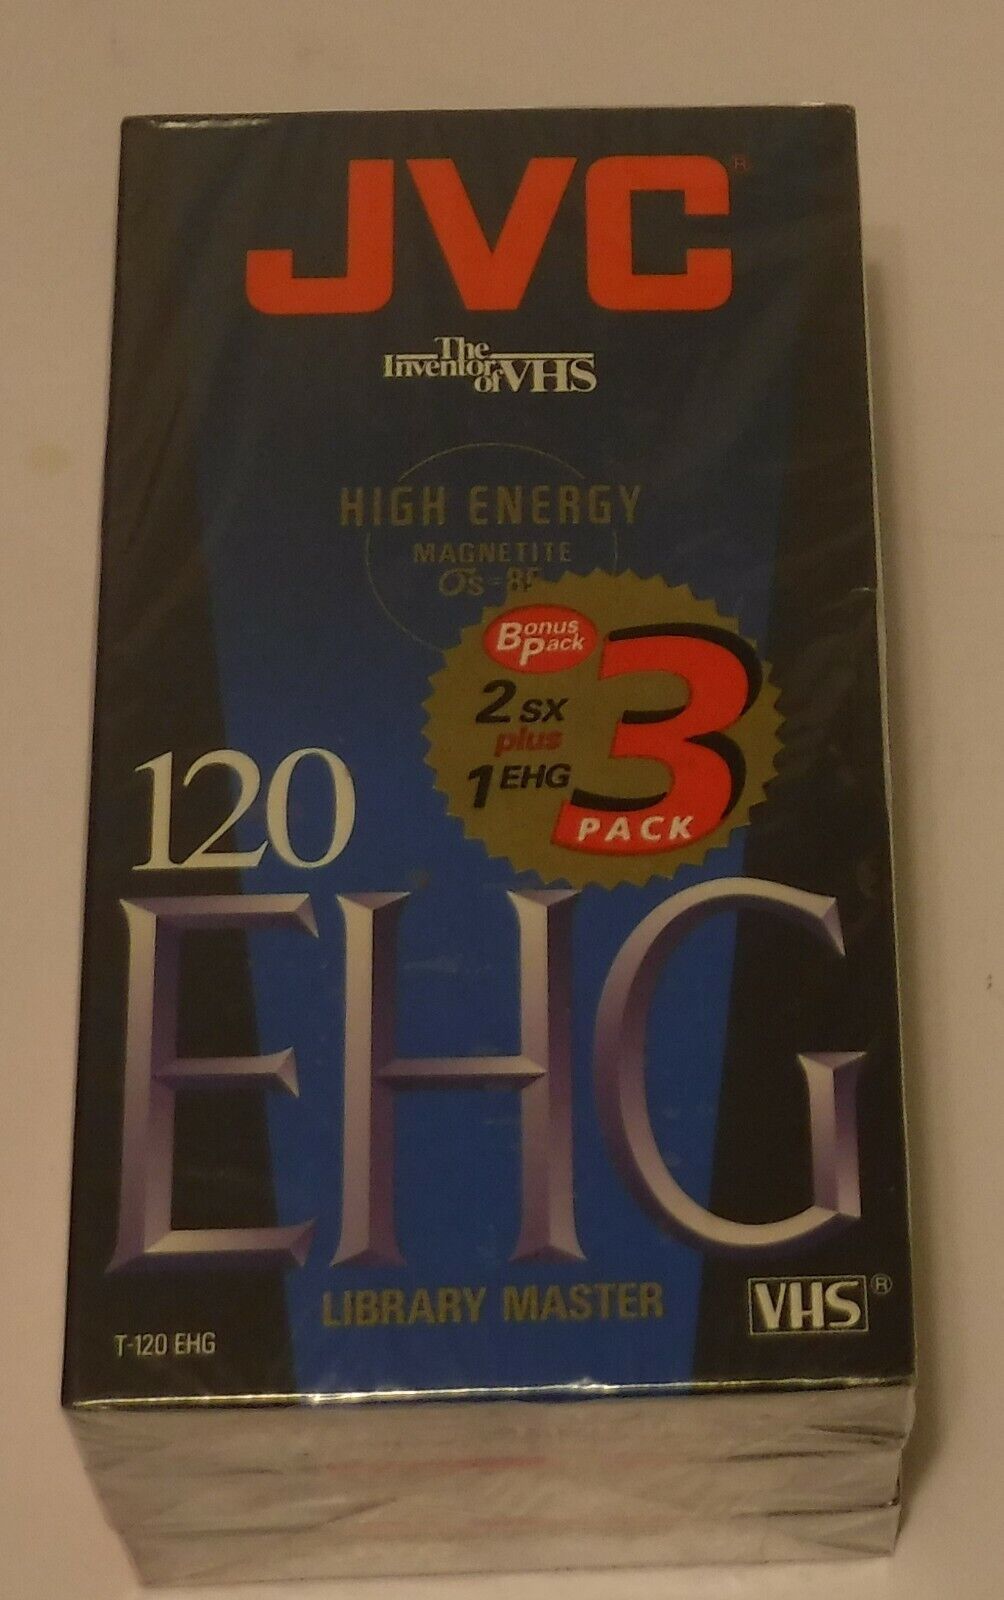 JVC®
The
Inventor
of VHS
HIGH ENERGY
MAGNETITE
Bonus
Pack
2 SX
plus
1 EHG
3
PACK
120
EHG
LIBRARY MASTER
VHS®
T-120 EHG